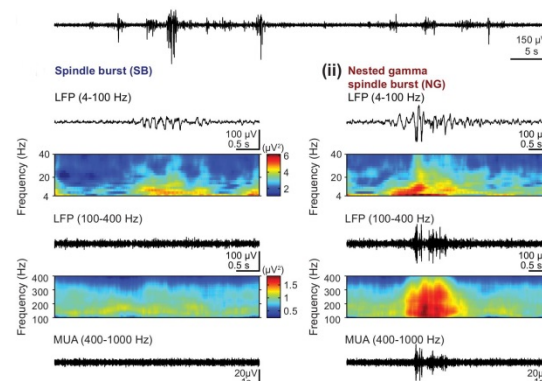 150 µV
5 s
Spindle burst (SB)
(ii) Nested gamma
spindle burst (NG)
LFP (4-100 Hz)
LFP (4-100 Hz)
100 µV
0.5 s
100 µV
0.5 s
(µV²)
Frequency (Hz)
40
20
4
6
4
2
Frequency (Hz)
40
20
4
LFP (100-400 Hz)
LFP (100-400 Hz)
100 µV
0.5 s
100 µV
0.5 s
(µV²)
Frequency (Hz)
400
300
200
100
1.5
1
0.5
Frequency (Hz)
400
300
200
100
MUA (400-1000 Hz)
MUA (400-1000 Hz)
20µV
20µV